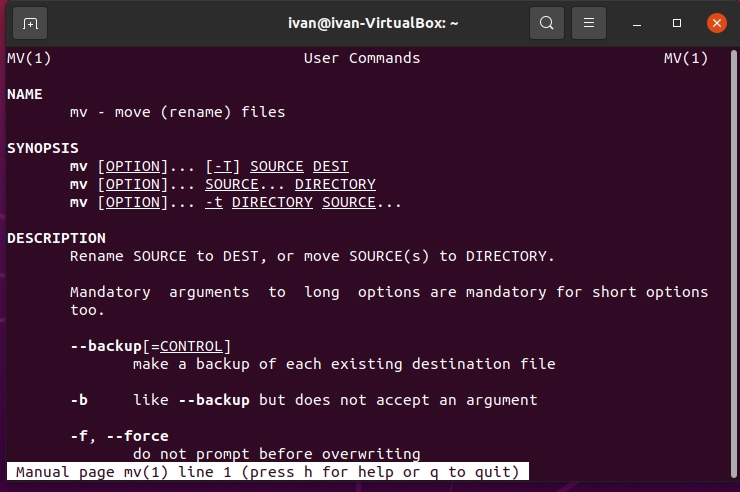 ivan@ivan-VirtualBox: ~
MV(1) User Commands MV(1)
NAME
mv - move (rename) files
SYNOPSIS
mv [OPTION]... [-T] SOURCE DEST
mv [OPTION]... SOURCE... DIRECTORY
mv [OPTION]... -t DIRECTORY SOURCE...
DESCRIPTION
Rename SOURCE to DEST, or move SOURCE(s) to DIRECTORY.
Mandatory arguments to long options are mandatory for short options
too.
--backup[=CONTROL]
make a backup of each existing destination file
-b like --backup but does not accept an argument
-f, --force
do not prompt before overwriting
Manual page mv(1) line 1 (press h for help or q to quit)